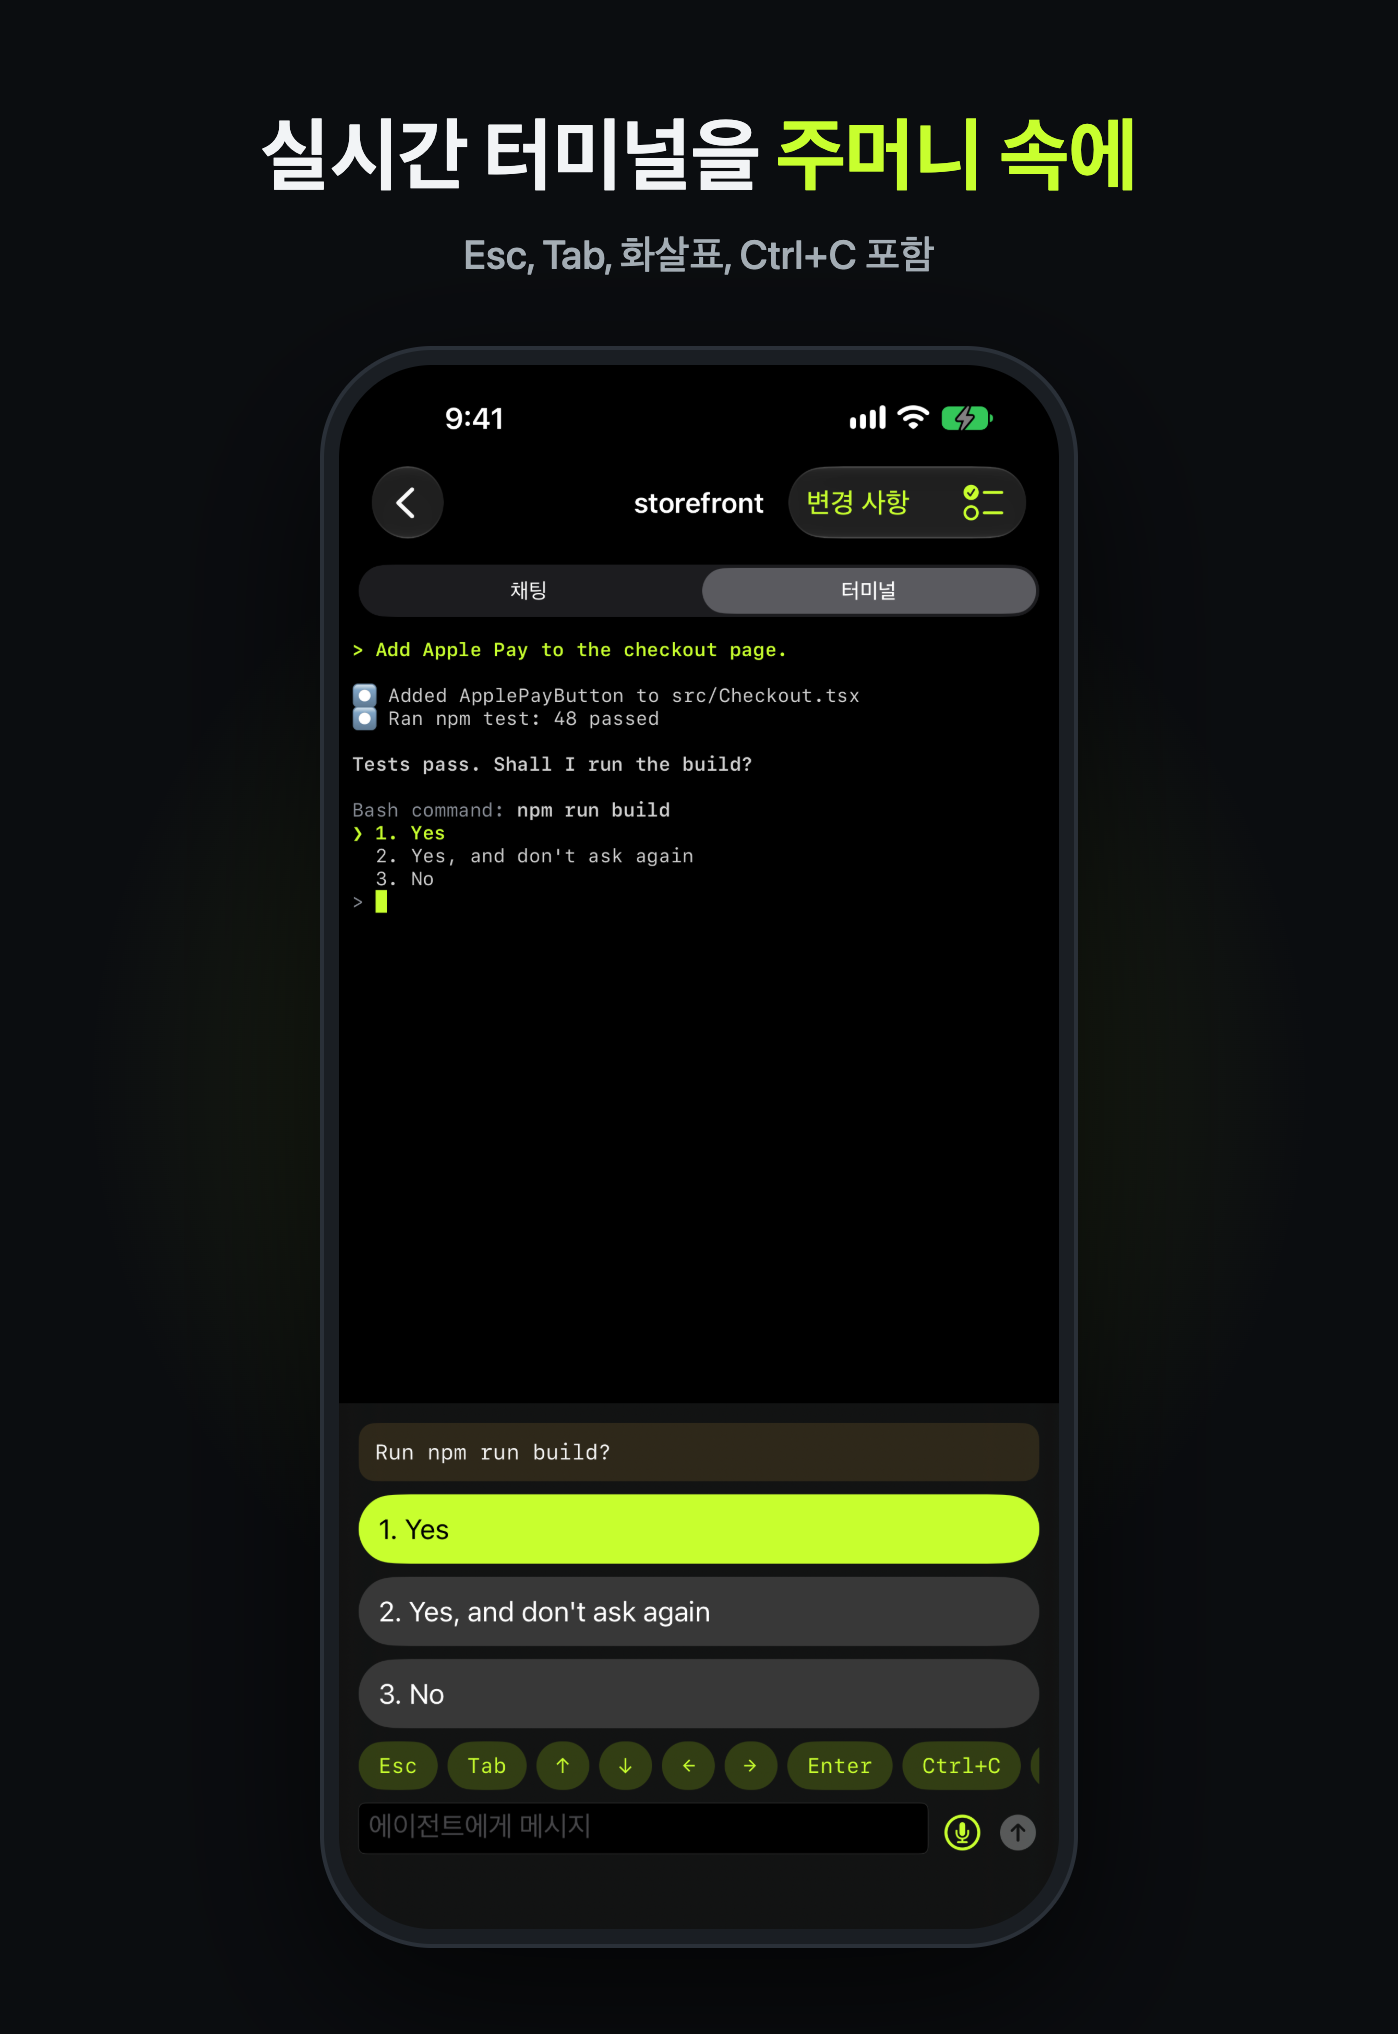 실시간 터미널을 주머니 속에
Esc, Tab, 화살표, Ctrl+C 포함
9:41
storefront
변경 사항
채팅
터미널
> Add Apple Pay to the checkout page.
Added ApplePayButton to src/Checkout.tsx
Ran npm test: 48 passed
Tests pass. Shall I run the build?
Bash command: npm run build
❯ 1. Yes
2. Yes, and don't ask again
3. No
>
Run npm run build?
1. Yes
2. Yes, and don't ask again
3. No
Esc Tab ↑ ↓ ← → Enter Ctrl+C
에이전트에게 메시지